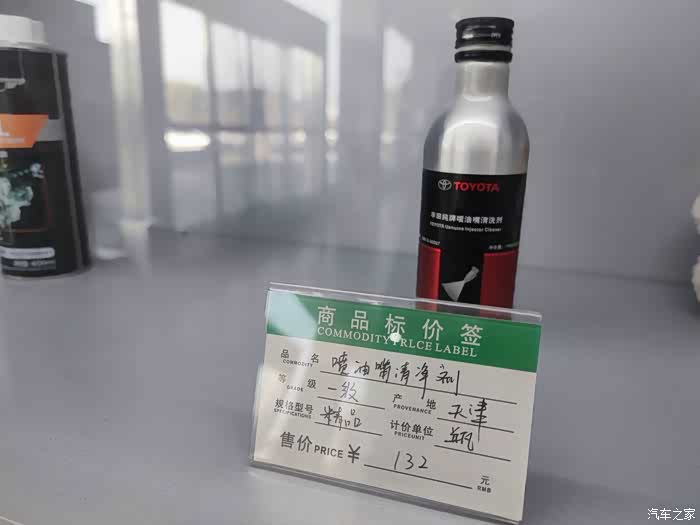 TOYOTA
丰田纯牌喷油嘴清洗剂
TOYOTA Genuine Injector Cleaner
商品标价签
COMMODITY PRLCE LABEL
品名 喷油嘴清净剂
COMMODITY
等级 一级 产地 天津
GRADE PROVENANCE
规格型号 精品 计价单位 瓶
SPECIFICATIONS PRICEUNIT
售价 PRICE ¥ 132 元
RMB
汽车之家